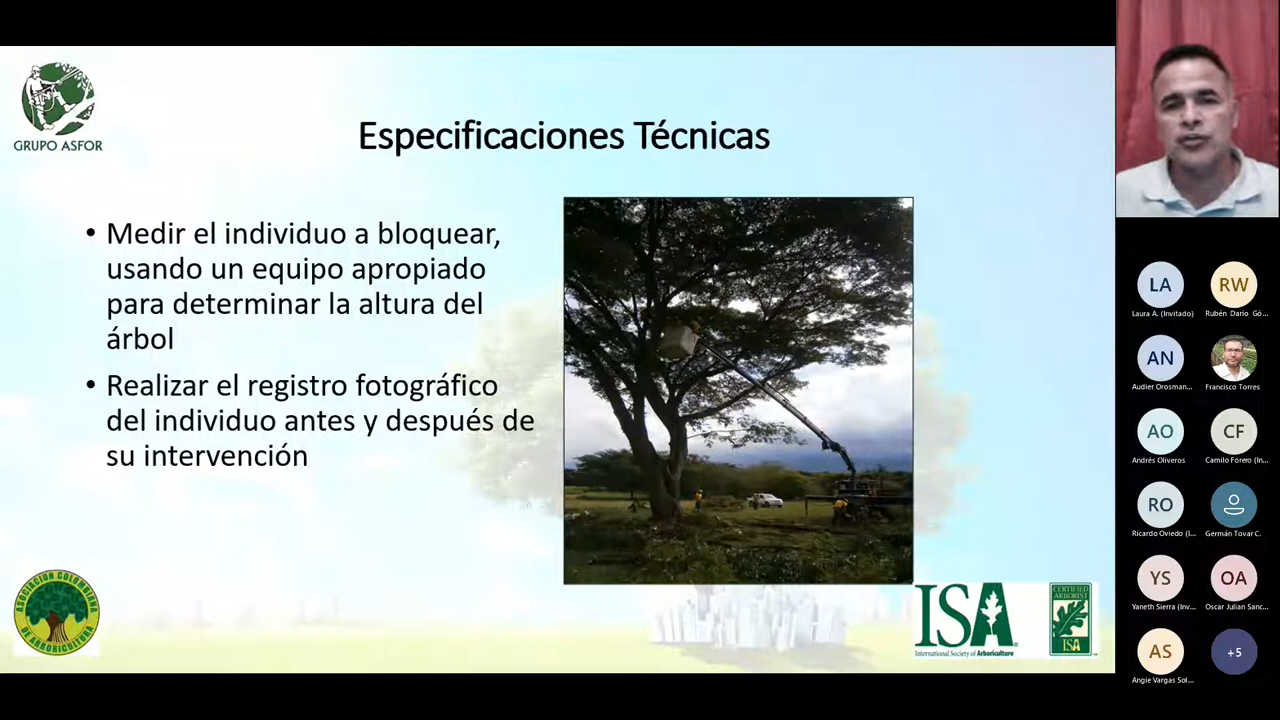 GRUPO ASFOR
Especificaciones Técnicas
• Medir el individuo a bloquear,
usando un equipo apropiado
para determinar la altura del
árbol
• Realizar el registro fotográfico
del individuo antes y después de
su intervención
ASOCIACION COLOMBIANA
DE ARBORICULTURA
ISA
International Society of Arboriculture
CERTIFIED
ARBORIST
ISA
LA
Laura A. (Invitado)
RW
Rubén Darío Gó...
AN
Audier Orosman...
Francisco Torres
AO
Andrés Oliveros
CF
Camilo Forero (In...
RO
Ricardo Oviedo (I...
Germán Tovar C.
YS
Yaneth Sierra (Inv...
OA
Oscar Julian Sanc...
AS
Angie Vargas Sol...
+5